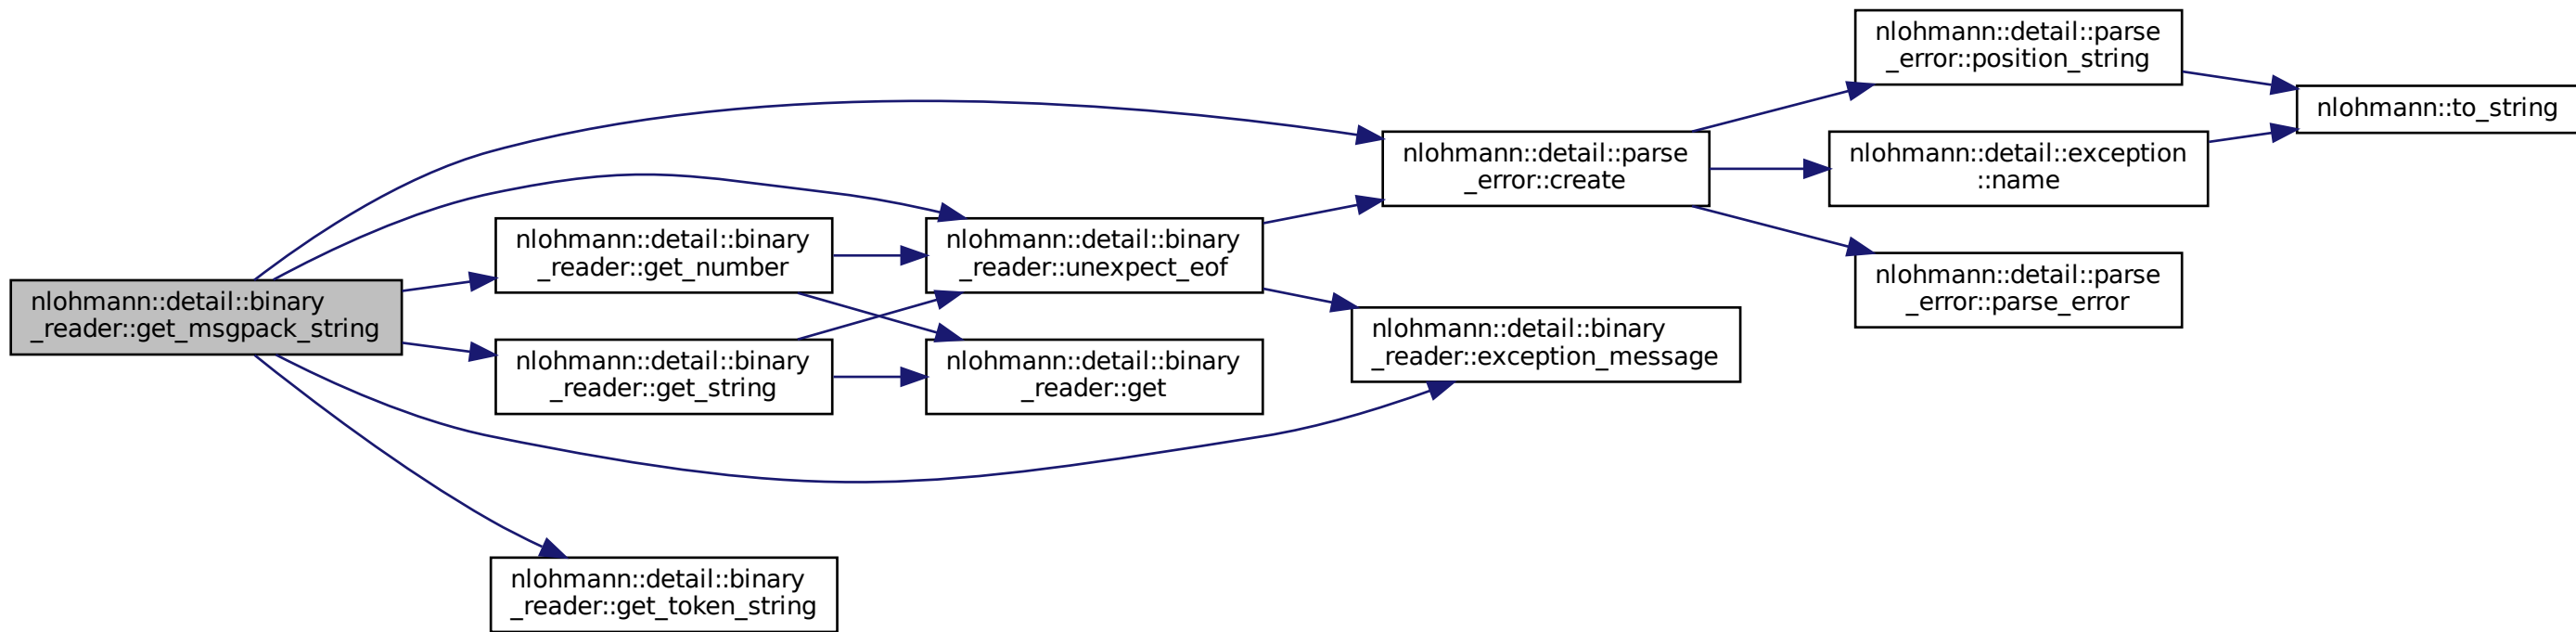 nlohmann::detail::binary
_reader::get_msgpack_string
nlohmann::detail::binary
_reader::get_number
nlohmann::detail::binary
_reader::get_string
nlohmann::detail::binary
_reader::get_token_string
nlohmann::detail::binary
_reader::unexpect_eof
nlohmann::detail::binary
_reader::get
nlohmann::detail::parse
_error::create
nlohmann::detail::binary
_reader::exception_message
nlohmann::detail::parse
_error::position_string
nlohmann::detail::exception
::name
nlohmann::detail::parse
_error::parse_error
nlohmann::to_string